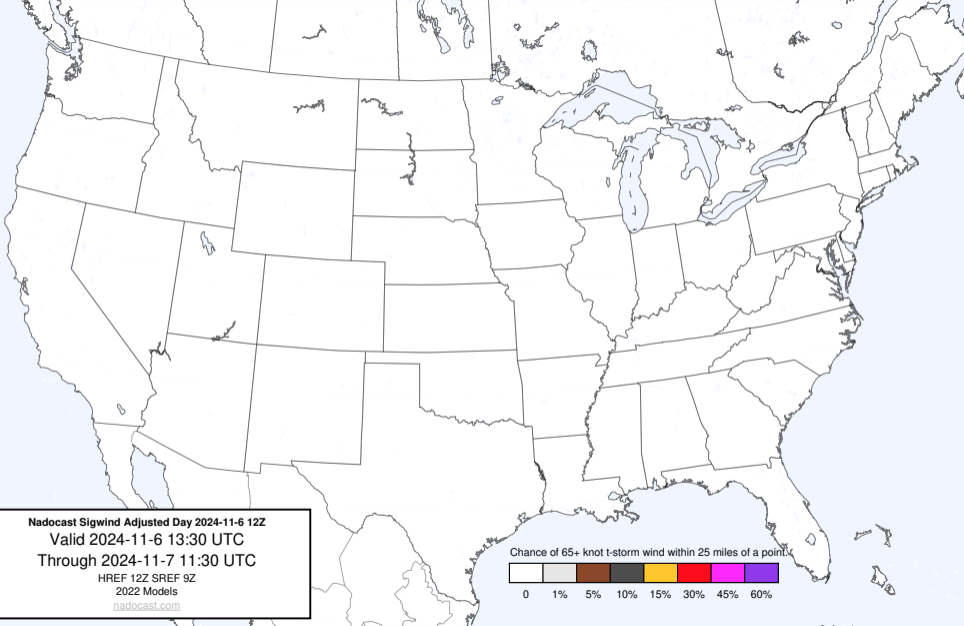 Nadocast Sigwind Adjusted Day 2024-11-6 12Z
Valid 2024-11-6 13:30 UTC
Through 2024-11-7 11:30 UTC
HREF 12Z SREF 9Z
2022 Models
nadocast.com
Chance of 65+ knot t-storm wind within 25 miles of a point.
0 1% 5% 10% 15% 30% 45% 60%